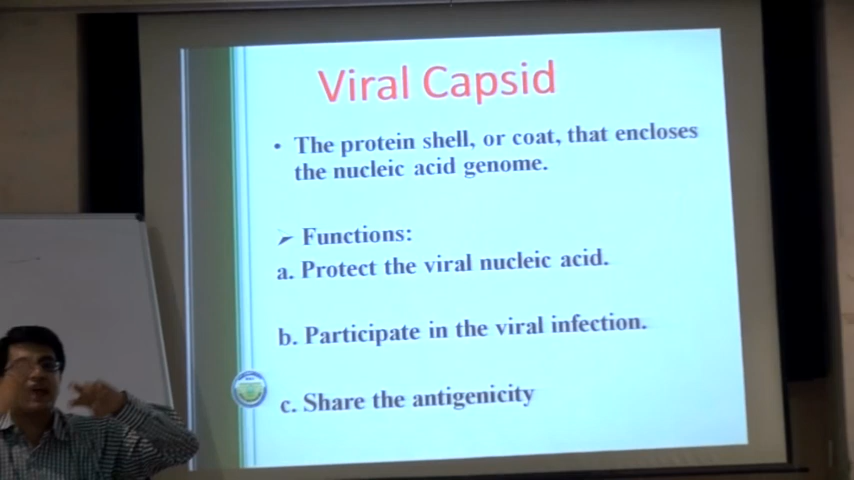 Viral Capsid
• The protein shell, or coat, that encloses
the nucleic acid genome.
➢ Functions:
a. Protect the viral nucleic acid.
b. Participate in the viral infection.
c. Share the antigenicity